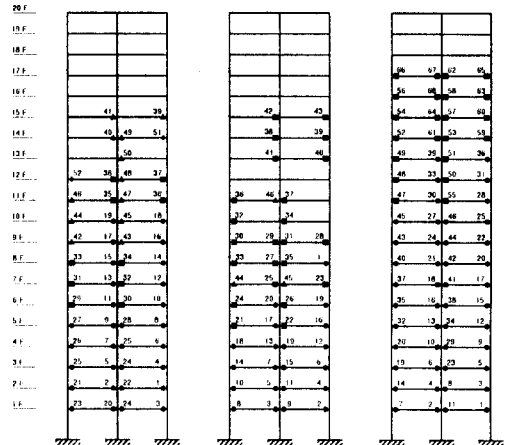 20 F
19 F
18 F
17 F 66 67 62 65
16 F 56 68 58 63
15 F 41 39 42 43 54 64 57 60
14 F 40 49 51 38 39 52 61 53 59
13 F 50 41 40 49 39 51 36
12 F 52 38 48 37 48 33 50 31
11 F 46 35 47 36 36 46 37 47 30 55 28
10 F 44 19 45 18 32 34 45 27 46 25
9 F 42 17 43 16 30 29 31 28 43 24 44 22
8 F 33 15 34 14 33 27 35 1 40 21 42 20
7 F 31 13 32 12 44 25 45 23 37 18 41 17
6 F 29 11 30 10 24 20 26 19 35 16 38 15
5 F 27 9 28 8 21 17 22 16 32 13 34 12
4 F 26 7 25 6 18 13 19 12 26 10 29 9
3 F 25 5 24 4 14 7 15 6 19 6 23 5
2 F 21 2 22 1 10 5 11 4 14 4 8 3
1 F 23 20 24 3 8 3 9 2 7 2 11 1